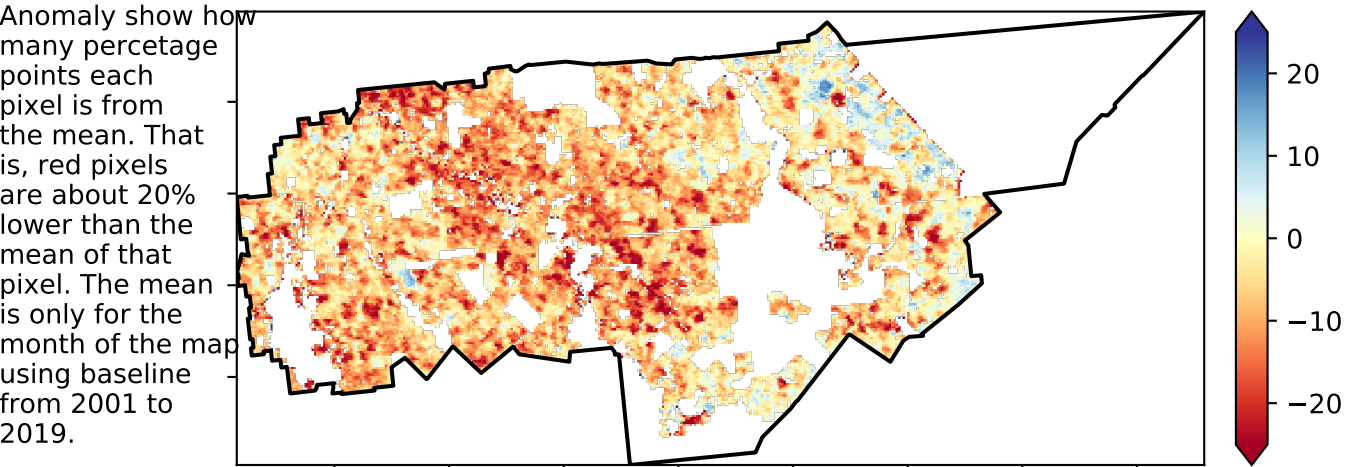 Anomaly show how
many percetage
points each
pixel is from
the mean. That
is, red pixels
are about 20%
lower than the
mean of that
pixel. The mean
is only for the
month of the map
using baseline
from 2001 to
2019.
20
10
0
−10
−20